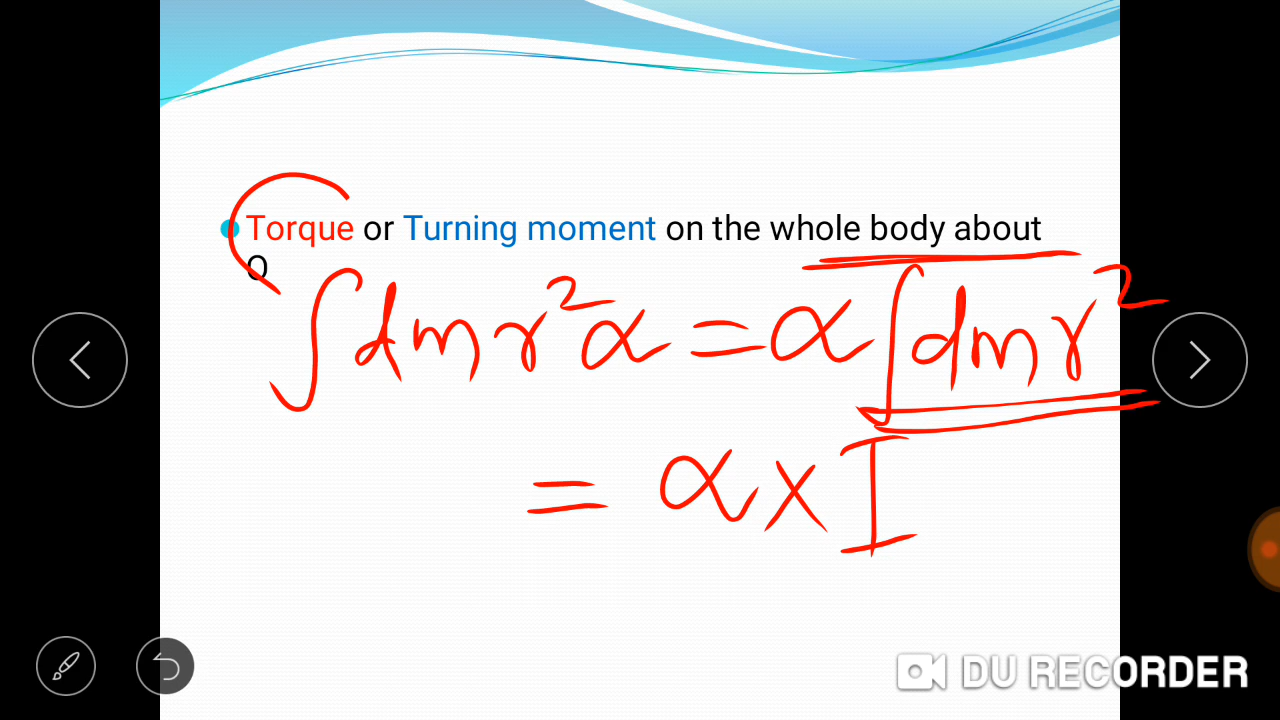 Torque or Turning moment on the whole body about
O
∫dmr²α = α∫dmr²
= α x I
DU RECORDER